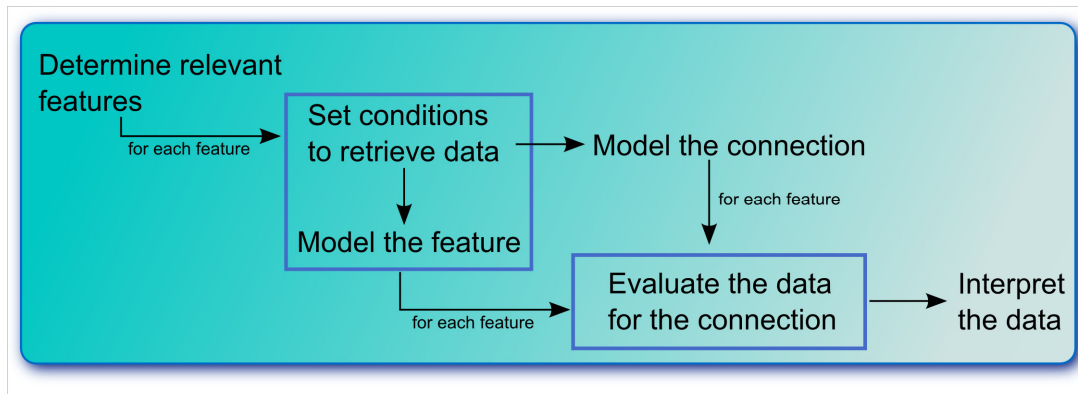 Determine relevant
features
for each feature
Set conditions
to retrieve data
Model the feature
Model the connection
for each feature
for each feature
Evaluate the data
for the connection
Interpret
the data